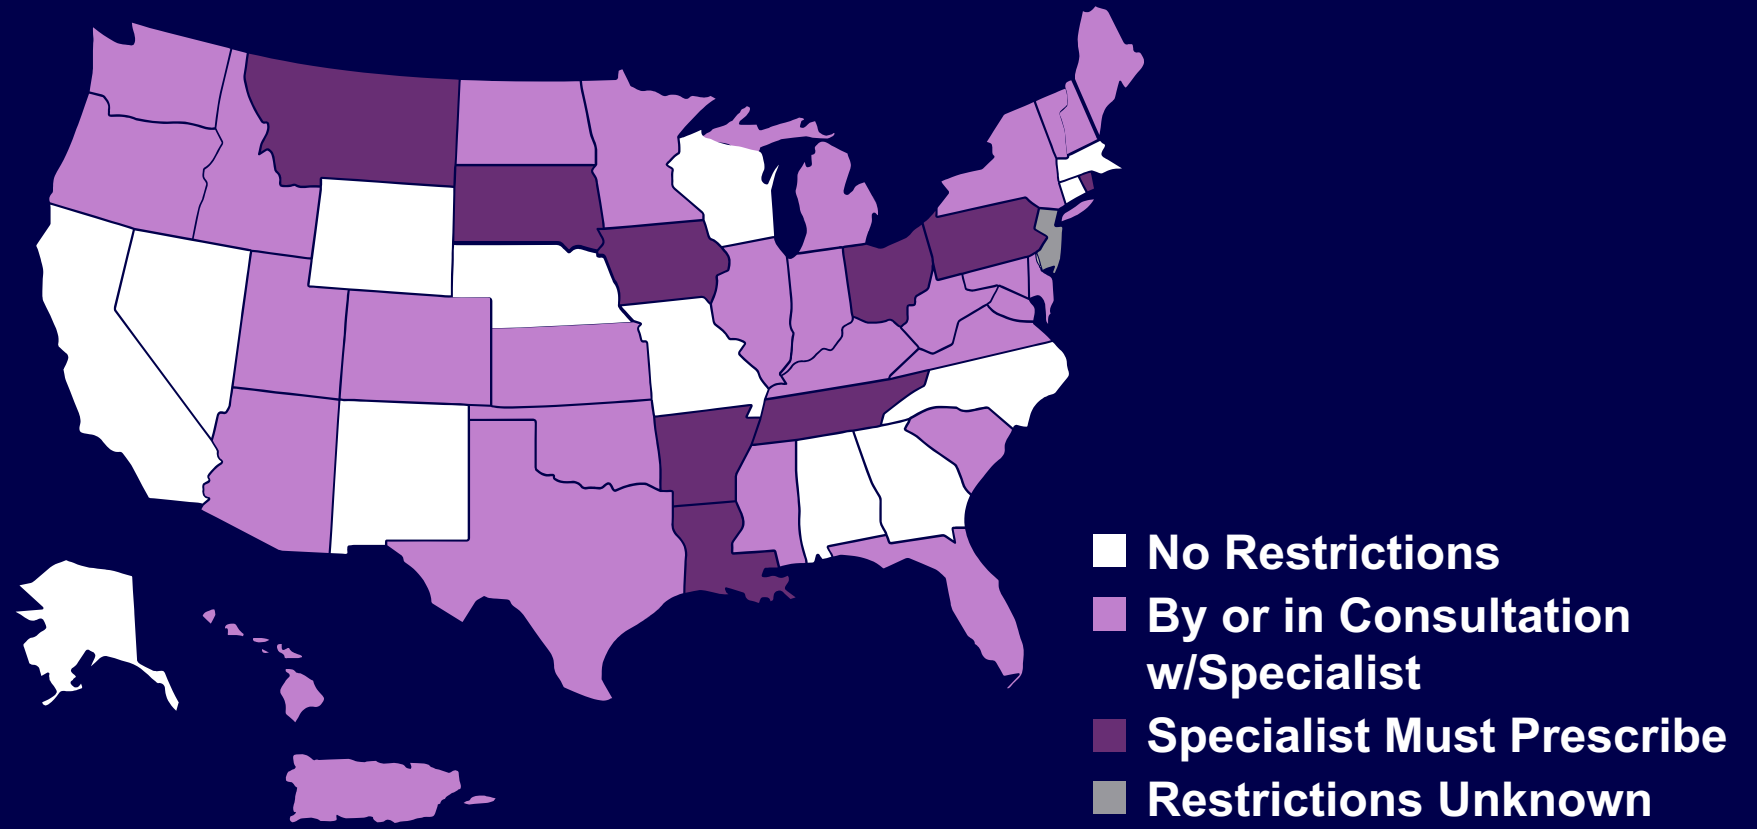 No Restrictions
By or in Consultation
w/Specialist
Specialist Must Prescribe
Restrictions Unknown